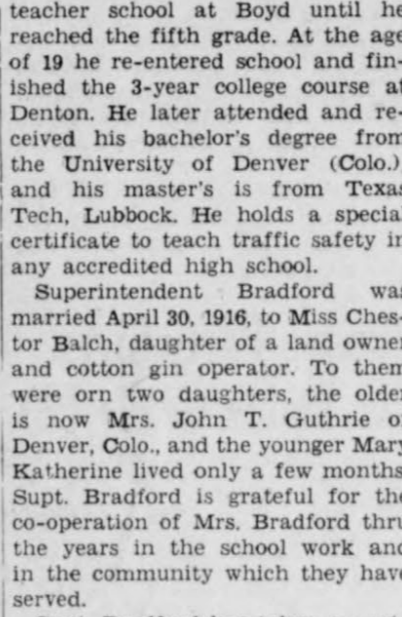 teacher school at Boyd until he
reached the fifth grade. At the age
of 19 he re-entered school and fin-
ished the 3-year college course at
Denton. He later attended and re-
ceived his bachelor's degree from
the University of Denver (Colo.)
and his master's is from Texas
Tech, Lubbock. He holds a special
certificate to teach traffic safety in
any accredited high school.
Superintendent Bradford was
married April 30, 1916, to Miss Ches-
tor Balch, daughter of a land owner
and cotton gin operator. To them
were orn two daughters, the older
is now Mrs. John T. Guthrie of
Denver, Colo., and the younger Mary
Katherine lived only a few months.
Supt. Bradford is grateful for the
co-operation of Mrs. Bradford thru
the years in the school work and
in the community which they have
served.